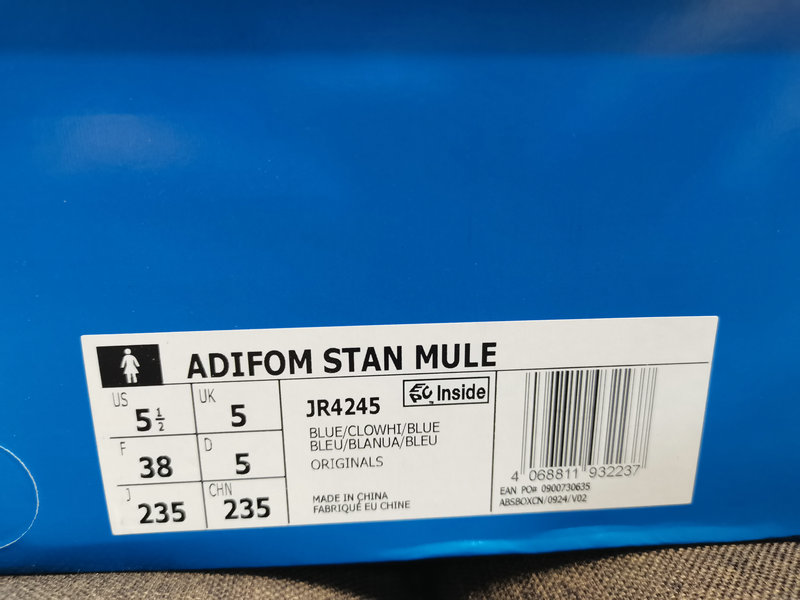 ADIFOM STAN MULE
US 5 1/2 UK 5
F 38 D 5
J 235 CHN 235
JR4245 Inside
BLUE/CLOWHI/BLUE
BLEU/BLANUA/BLEU
ORIGINALS
MADE IN CHINA
FABRIQUÉ EU CHINE
4 068811 932237
EAN PO# 0900730635
ABSBOXCN/0924/V02